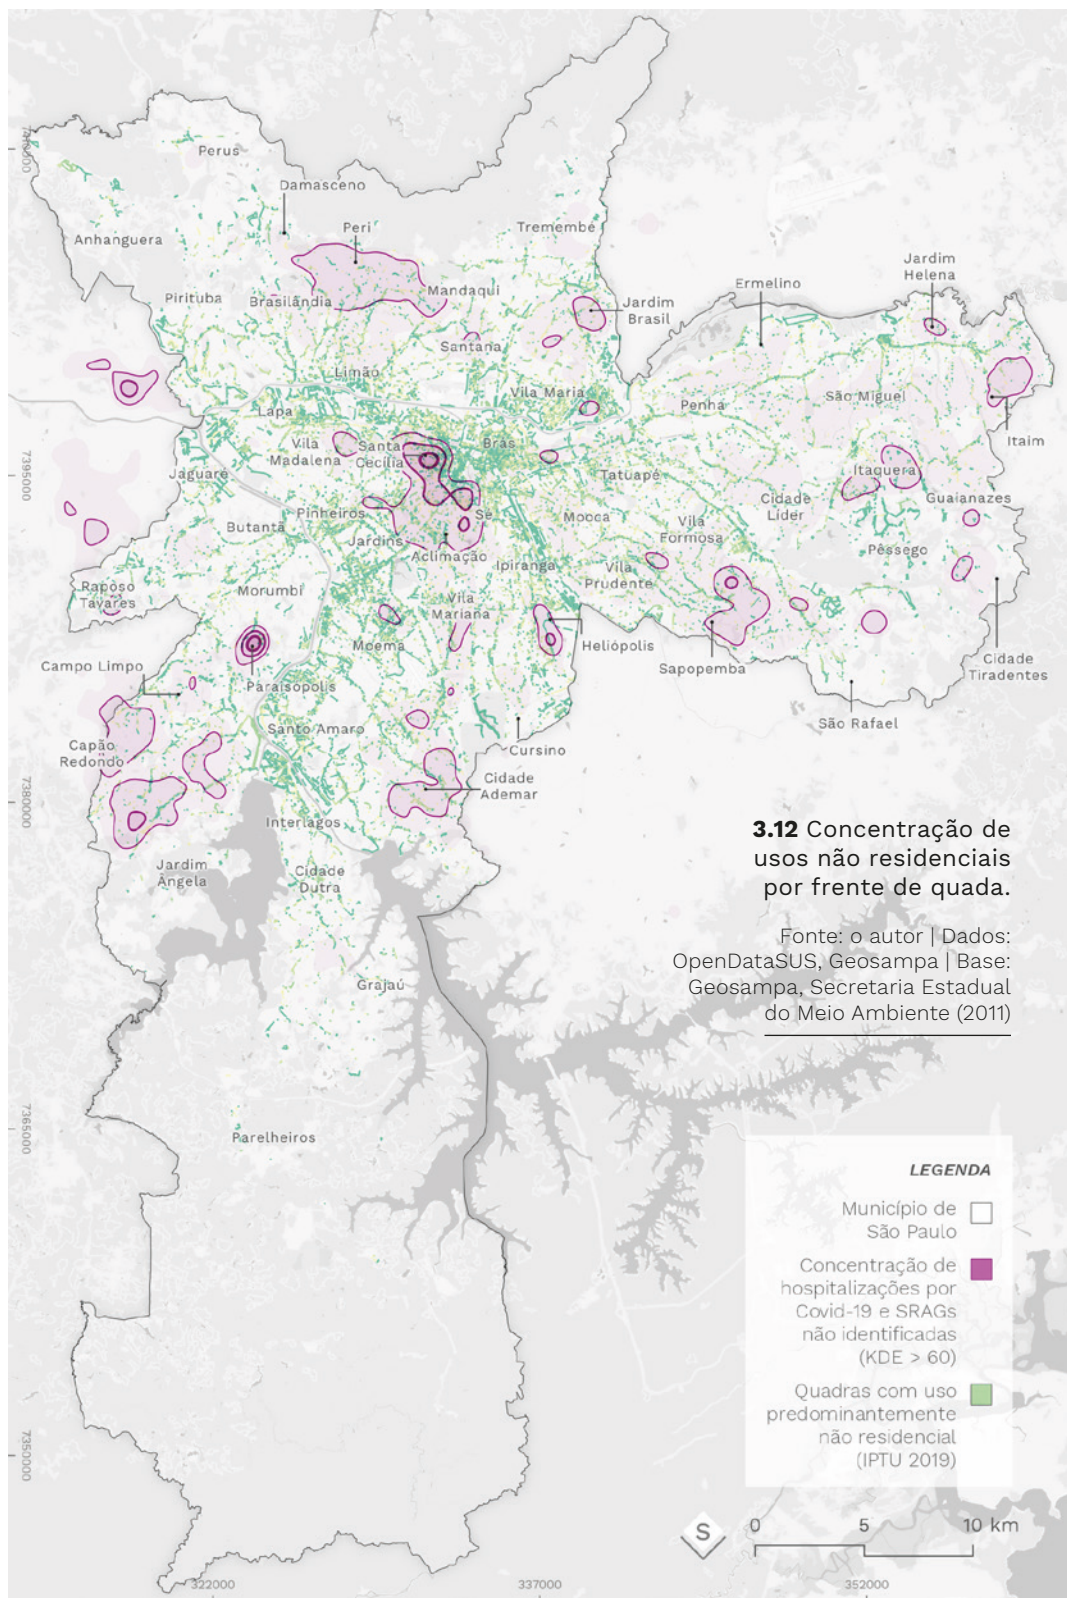 Perus
Damasceno
Peri
Tremembé
Anhanguera
Jardim
Helena
Ermelino
Pirituba
Brasilândia
Mandaqui
Jardim
Brasil
Santana
Limão
Vila Maria
Penha
São Miguel
Lapa
Itaim
Vila
Madalena
Santa
Cecília
Brás
Jaguaré
Tatuapé
Itaquera
Pinheiros
Sé
Mooca
Cidade
Líder
Guaianazes
Butantã
Jardins
Vila
Formosa
Aclimação
Ipiranga
Pêssego
Raposo
Tavares
Morumbi
Vila
Mariana
Vila
Prudente
Moema
Heliópolis
Campo Limpo
Paraisópolis
Sapopemba
Cidade
Tiradentes
São Rafael
Santo Amaro
Capão
Redondo
Cursino
Cidade
Ademar
Interlagos
Jardim
Ângela
Cidade
Dutra
Grajaú
Parelheiros
7395000
7380000
7365000
7350000
322000
337000
352000
3.12 Concentração de
usos não residenciais
por frente de quada.
Fonte: o autor | Dados:
OpenDataSUS, Geosampa | Base:
Geosampa, Secretaria Estadual
do Meio Ambiente (2011)
LEGENDA
Município de
São Paulo
Concentração de
hospitalizações por
Covid-19 e SRAGs
não identificadas
(KDE > 60)
Quadras com uso
predominantemente
não residencial
(IPTU 2019)
S
0 5 10 km